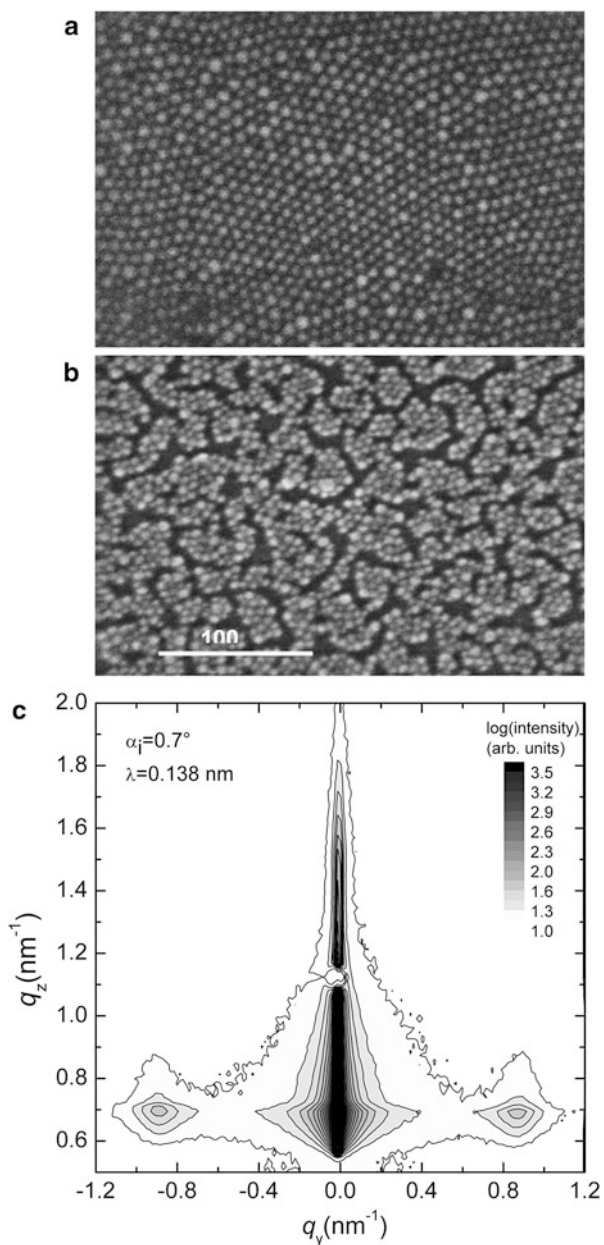 a
b
100
c
αi=0.7°
λ=0.138 nm
log(intensity)
(arb. units)
3.5
3.2
2.9
2.6
2.3
2.0
1.6
1.3
1.0
2.0
1.8
1.6
1.4
1.2
1.0
0.8
0.6
qz(nm-1)
-1.2 -0.8 -0.4 0.0 0.4 0.8 1.2
qy(nm-1)